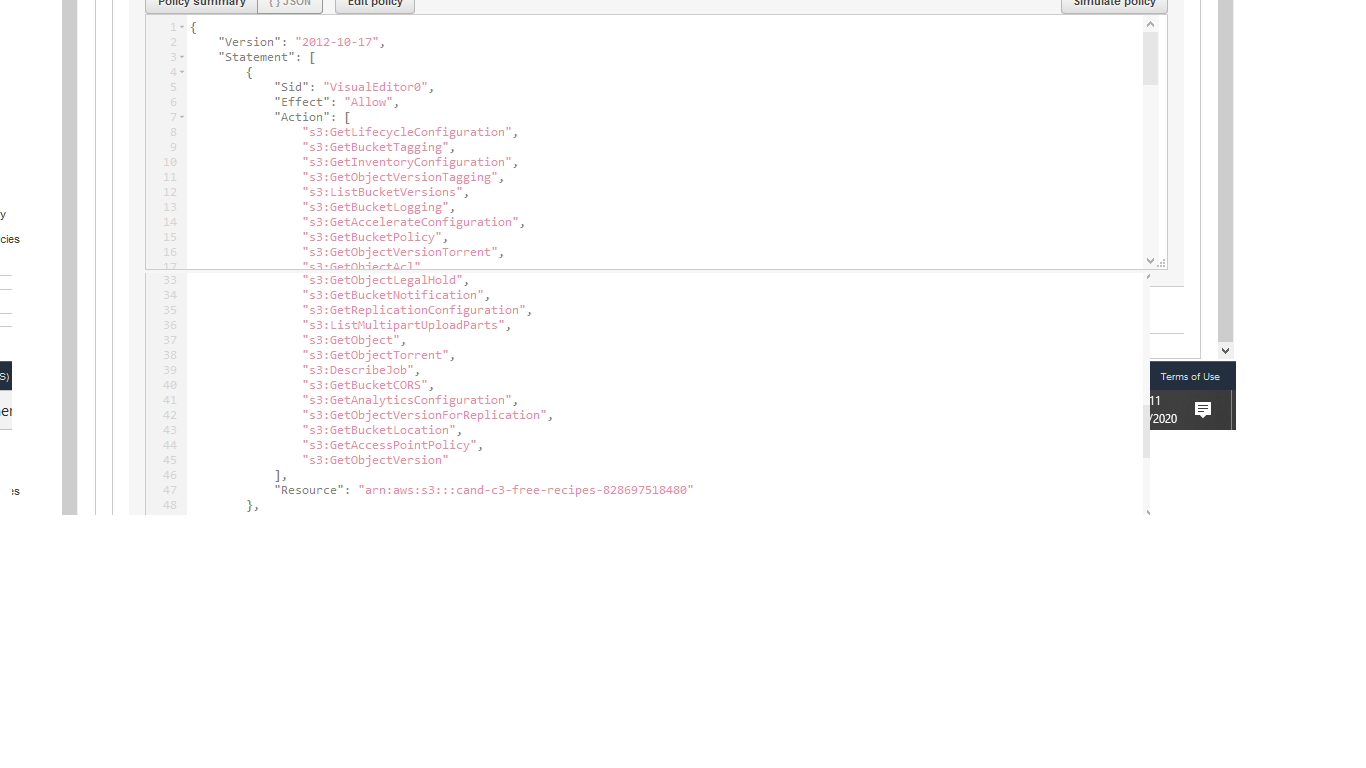 Policy summary { } JSON Edit policy Simulate policy
1 {
2 "Version": "2012-10-17",
3 "Statement": [
4 {
5 "Sid": "VisualEditor0",
6 "Effect": "Allow",
7 "Action": [
8 "s3:GetLifecycleConfiguration",
9 "s3:GetBucketTagging",
10 "s3:GetInventoryConfiguration",
11 "s3:GetObjectVersionTagging",
12 "s3:ListBucketVersions",
13 "s3:GetBucketLogging",
14 "s3:GetAccelerateConfiguration",
y
15 "s3:GetBucketPolicy",
cies
16 "s3:GetObjectVersionTorrent",
17 "s3:GetObjectAcl"
33 "s3:GetObjectLegalHold",
34 "s3:GetBucketNotification",
35 "s3:GetReplicationConfiguration",
36 "s3:ListMultipartUploadParts",
37 "s3:GetObject",
38 "s3:GetObjectTorrent",
39 "s3:DescribeJob",
S) Terms of Use
40 "s3:GetBucketCORS",
41 "s3:GetAnalyticsConfiguration",
11
42 "s3:GetObjectVersionForReplication",
/2020
43 "s3:GetBucketLocation",
44 "s3:GetAccessPointPolicy",
45 "s3:GetObjectVersion"
46 ],
47 "Resource": "arn:aws:s3:::cand-c3-free-recipes-828697518480"
es
48 },